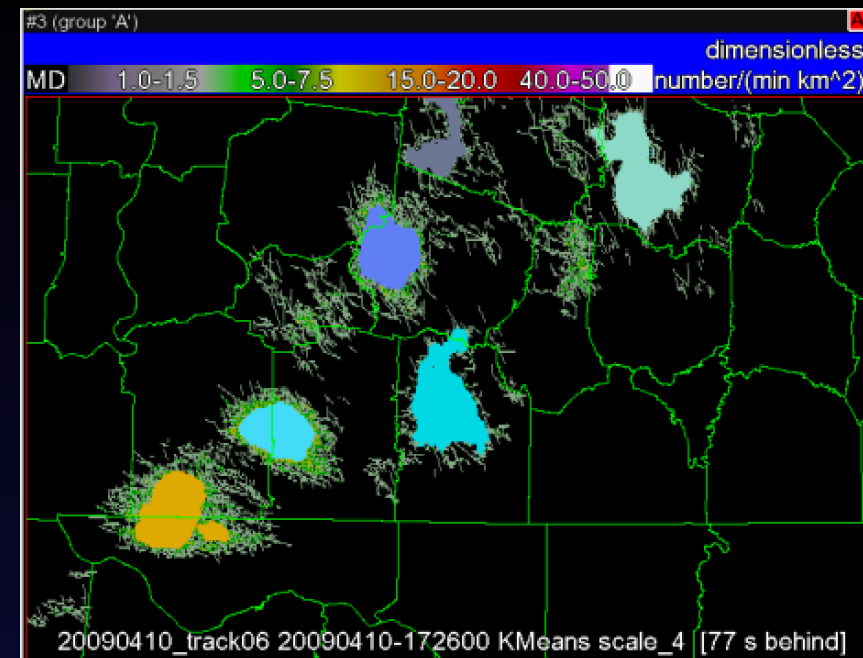 #3 (group 'A')
A
dimensionless
MD 1.0-1.5 5.0-7.5 15.0-20.0 40.0-50.0 number/(min km^2)
20090410_track06 20090410-172600 KMeans scale_4 [77 s behind]